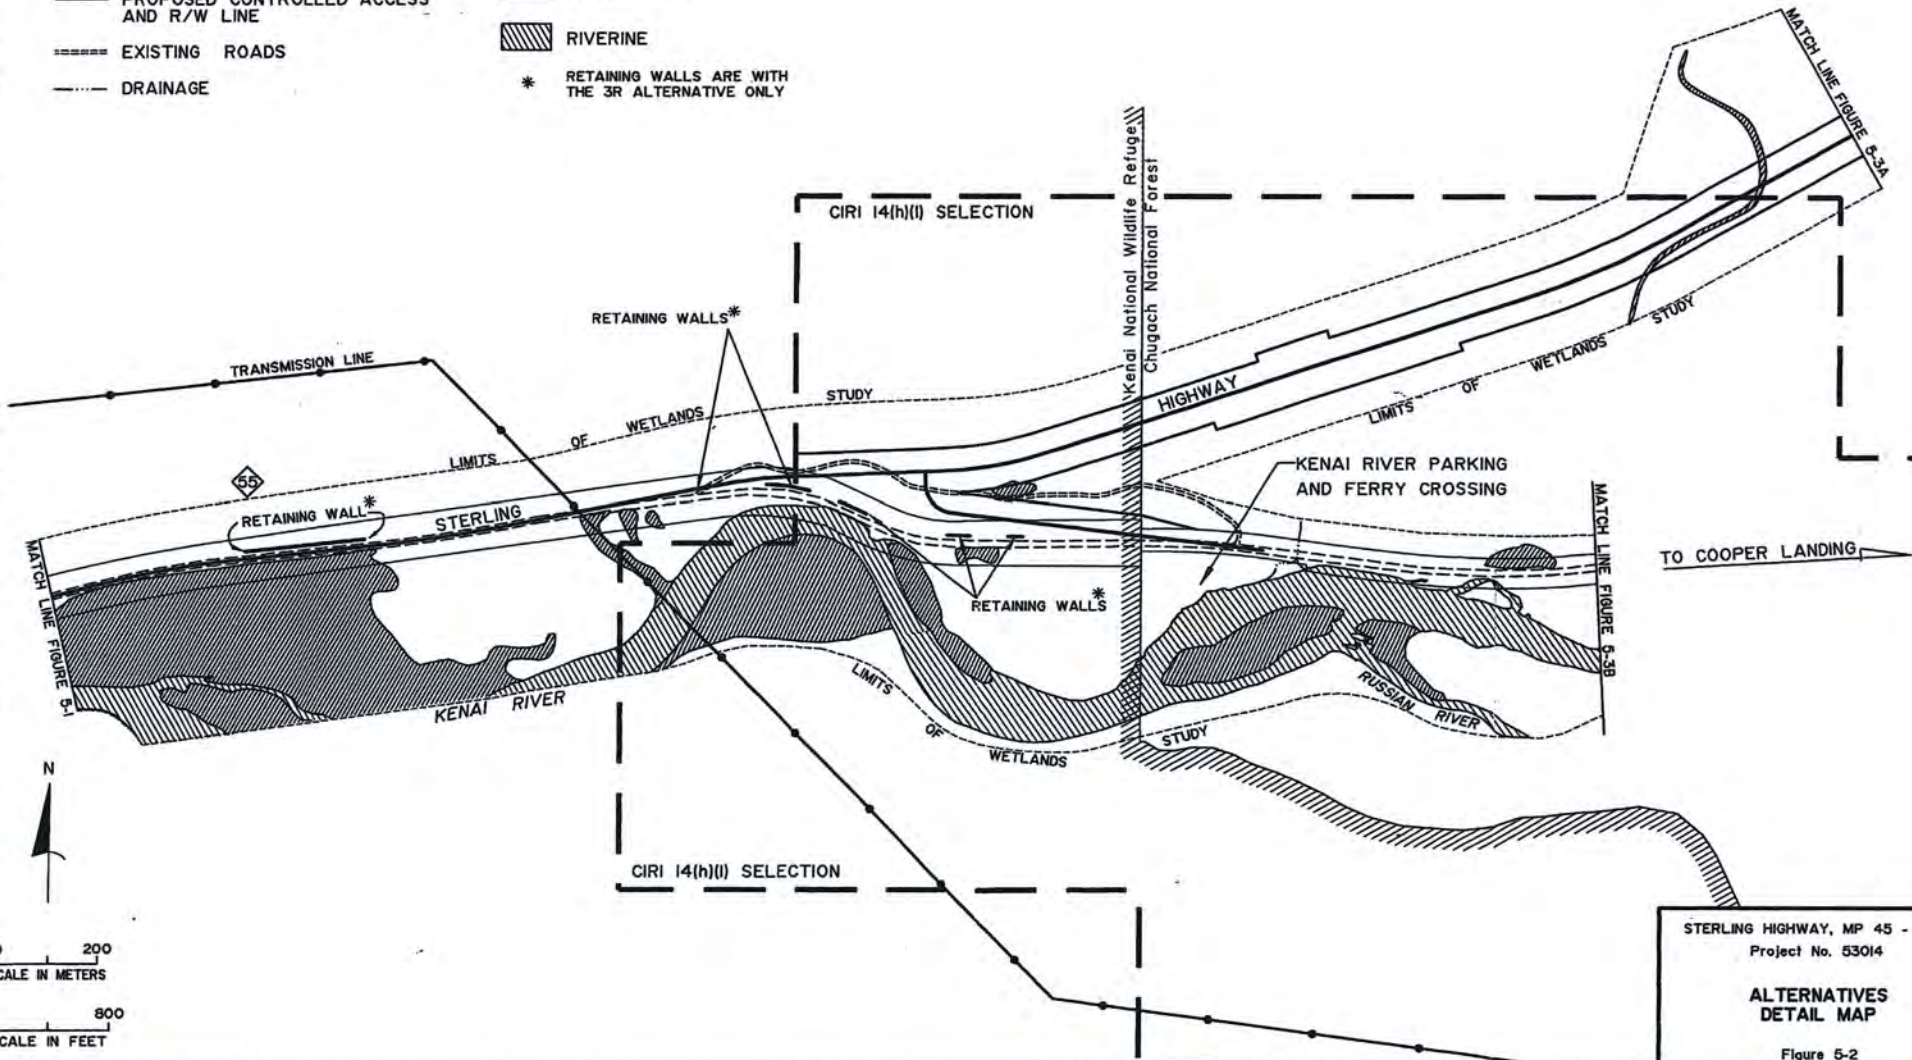 PROPOSED CONTROLLED ACCESS
AND R/W LINE
EXISTING ROADS
DRAINAGE
RIVERINE
* RETAINING WALLS ARE WITH
THE 3R ALTERNATIVE ONLY
MATCH LINE FIGURE 5-3A
CIRI 14(h)(1) SELECTION
Kenai National Wildlife Refuge
Chugach National Forest
RETAINING WALLS*
TRANSMISSION LINE
LIMITS OF WETLANDS STUDY
HIGHWAY
LIMITS OF WETLANDS STUDY
55
RETAINING WALL*
STERLING
KENAI RIVER PARKING
AND FERRY CROSSING
MATCH LINE FIGURE 5-1
RETAINING WALLS*
MATCH LINE FIGURE 5-3B
TO COOPER LANDING
KENAI RIVER
LIMITS OF WETLANDS STUDY
RUSSIAN RIVER
N
CIRI 14(h)(1) SELECTION
200
SCALE IN METERS
800
SCALE IN FEET
STERLING HIGHWAY, MP 45 -
Project No. 53014
ALTERNATIVES
DETAIL MAP
Figure 5-2